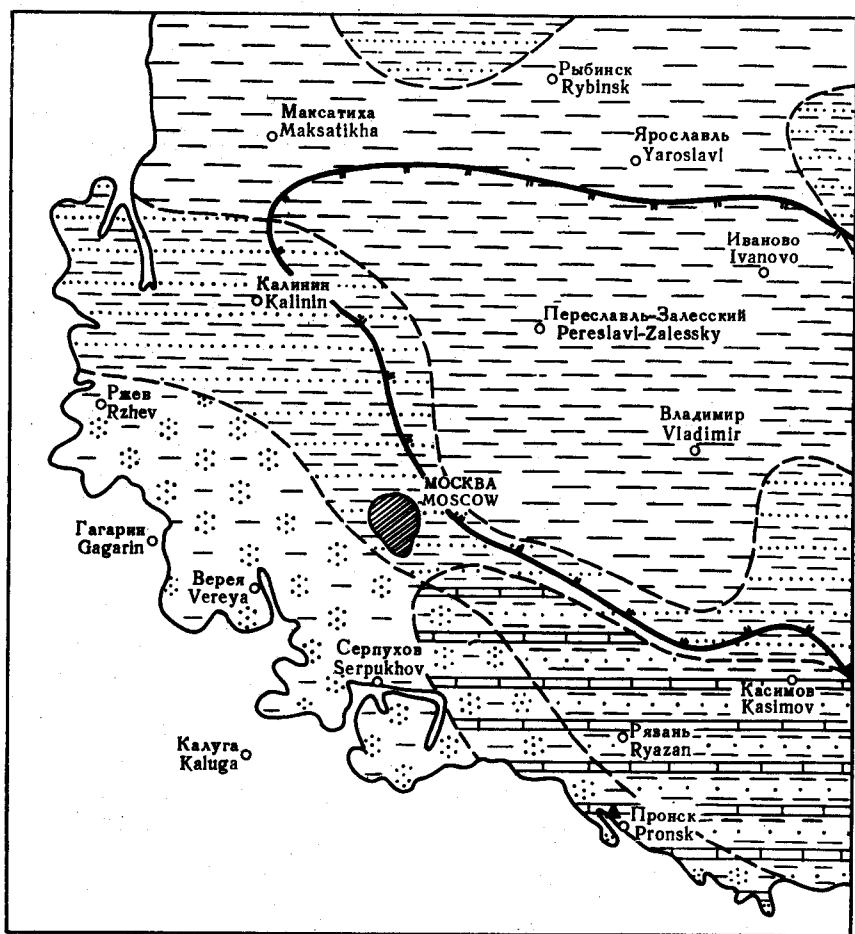 Рыбинск
Rybinsk
Максатиха
Maksatikha
Ярославль
Yaroslavl
Иваново
Ivanovo
Калинин
Kalinin
Переславль-Залесский
Pereslavl-Zalessky
Ржев
Rzhev
Владимир
Vladimir
МОСКВА
MOSCOW
Гагарин
Gagarin
Верея
Vereya
Серпухов
Serpukhov
Касимов
Kasimov
Калуга
Kaluga
Рявань
Ryazan
Пронск
Pronsk